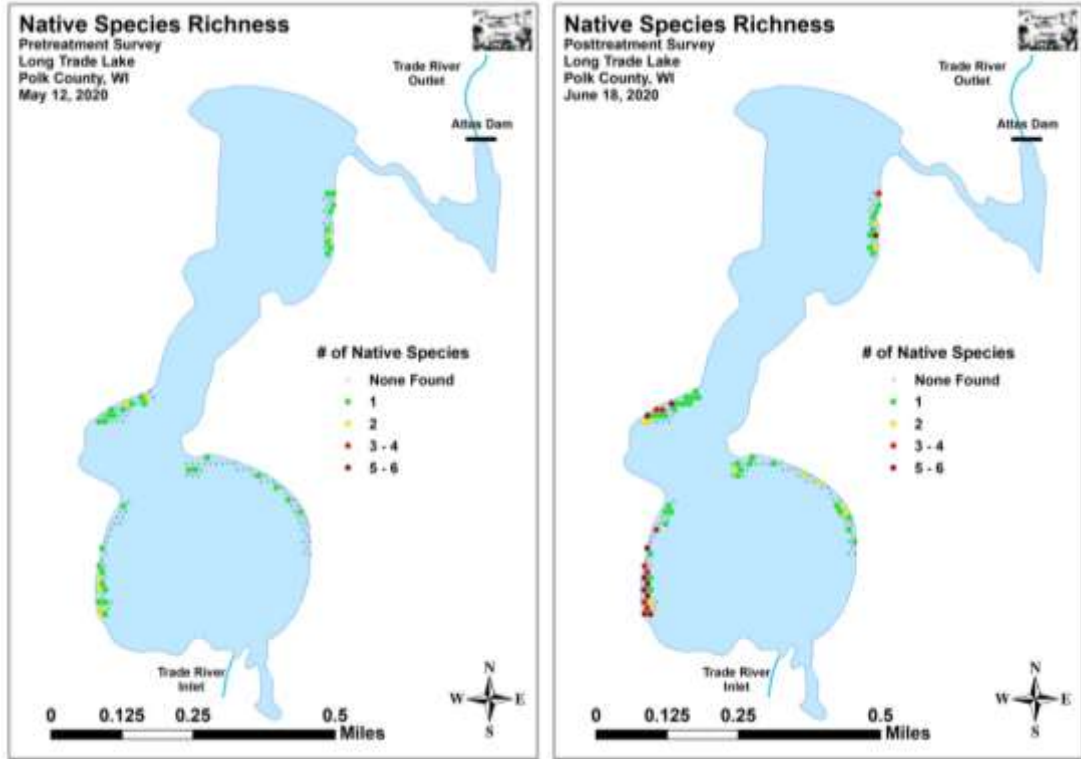 Native Species Richness
Pretreatment Survey
Long Trade Lake
Polk County, WI
May 12, 2020
Trade River
Outlet
Atlas Dam
# of Native Species
None Found
1
2
3 - 4
5 - 6
Trade River
Inlet
N
W
E
S
0 0.125 0.25 0.5
Miles
Native Species Richness
Posttreatment Survey
Long Trade Lake
Polk County, WI
June 18, 2020
Trade River
Outlet
Atlas Dam
# of Native Species
None Found
1
2
3 - 4
5 - 6
Trade River
Inlet
N
W
E
S
0 0.125 0.25 0.5
Miles